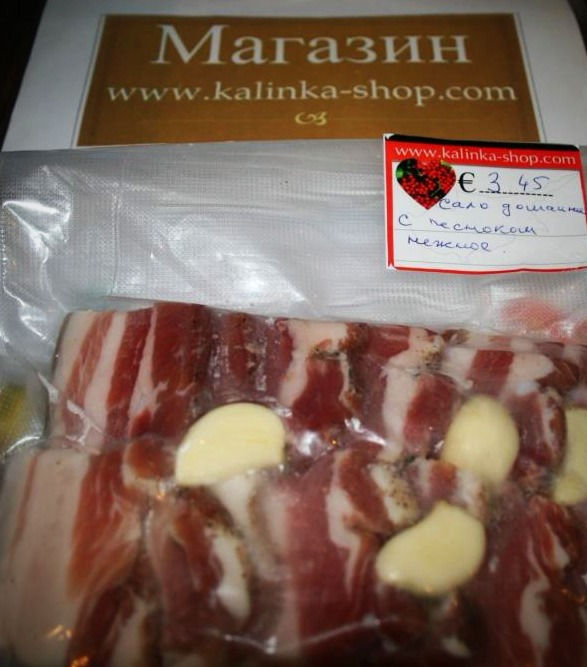 Магазин
www.kalinka-shop.com
www.kalinka-shop.com
€ 3 45
сало домашнее
с чесноком
нежное.